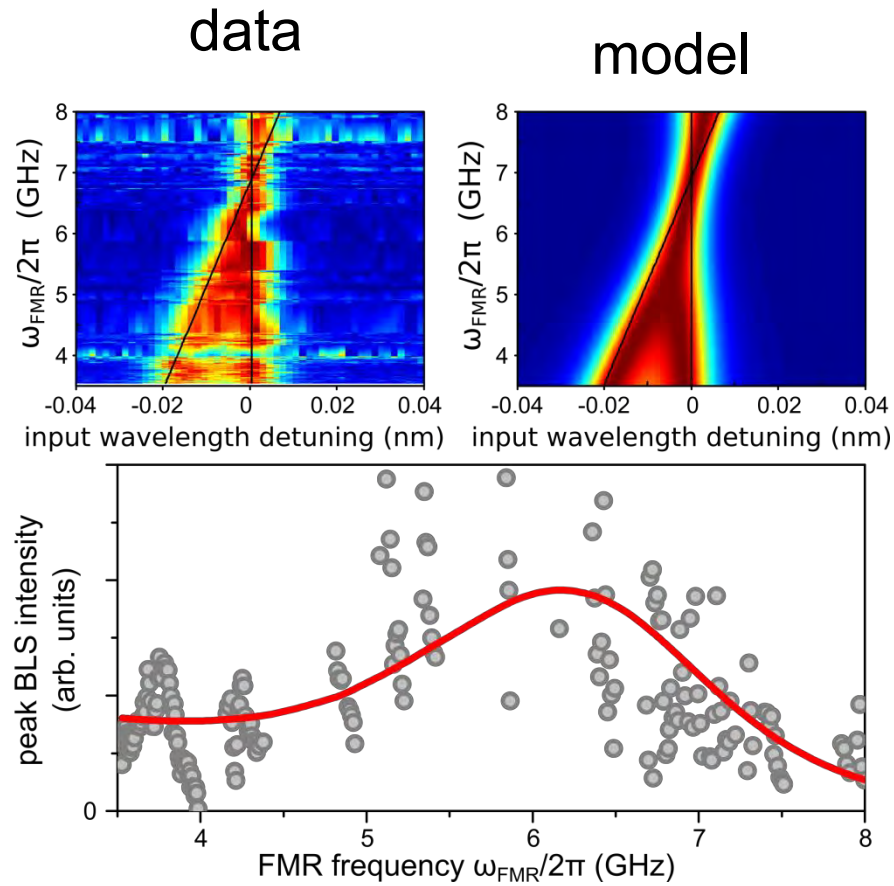 data
model
ω_FMR/2π (GHz)
8
7
6
5
4
-0.04
-0.02
0
0.02
0.04
input wavelength detuning (nm)
ω_FMR/2π (GHz)
8
7
6
5
4
-0.04
-0.02
0
0.02
0.04
input wavelength detuning (nm)
peak BLS intensity
(arb. units)
0
4
5
6
7
8
FMR frequency ω_FMR/2π (GHz)